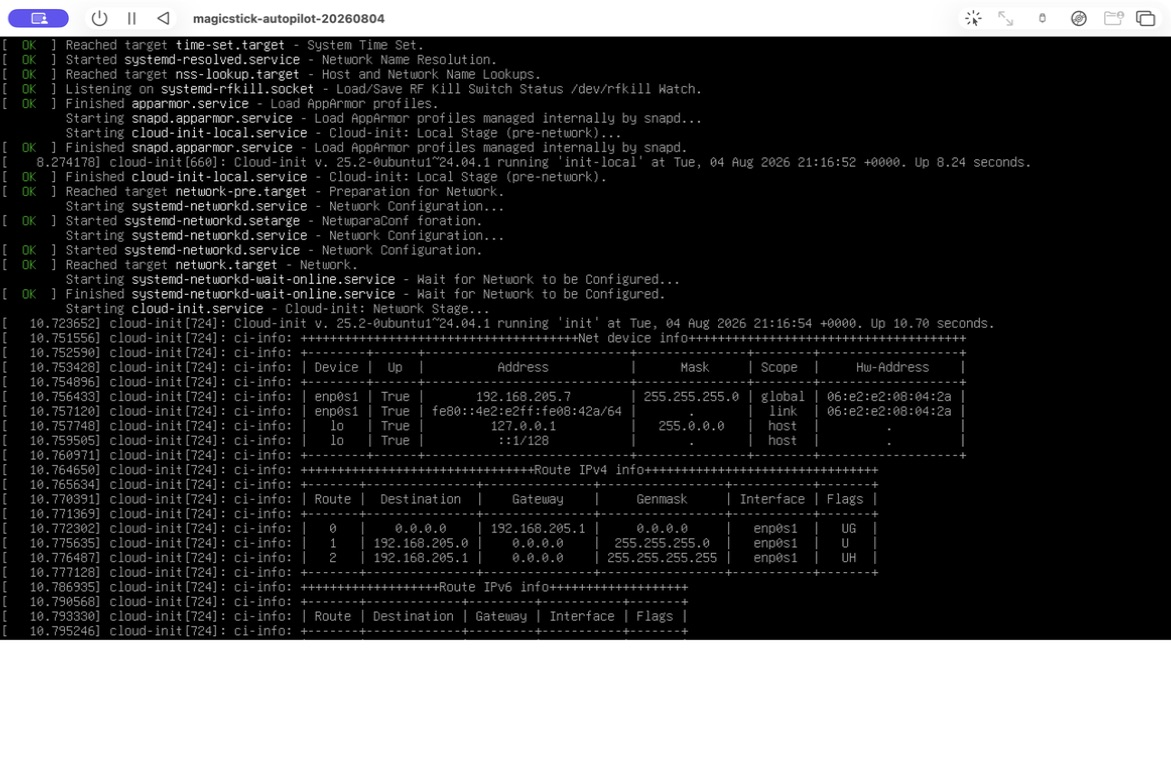 magicstick-autopilot-20260804
[  OK  ] Reached target time-set.target - System Time Set.
[  OK  ] Started systemd-resolved.service - Network Name Resolution.
[  OK  ] Reached target nss-lookup.target - Host and Network Name Lookups.
[  OK  ] Listening on systemd-rfkill.socket - Load/Save RF Kill Switch Status /dev/rfkill Watch.
[  OK  ] Finished apparmor.service - Load AppArmor profiles.
         Starting snapd.apparmor.service - Load AppArmor profiles managed internally by snapd...
         Starting cloud-init-local.service - Cloud-init: Local Stage (pre-network)...
[  OK  ] Finished snapd.apparmor.service - Load AppArmor profiles managed internally by snapd.
[    8.274178] cloud-init[660]: Cloud-init v. 25.2-0ubuntu1~24.04.1 running 'init-local' at Tue, 04 Aug 2026 21:16:52 +0000. Up 8.24 seconds.
[  OK  ] Finished cloud-init-local.service - Cloud-init: Local Stage (pre-network).
[  OK  ] Reached target network-pre.target - Preparation for Network.
         Starting systemd-networkd.service - Network Configuration...
[  OK  ] Started systemd-networkd.setarge - NetwparaConf foration.
         Starting systemd-networkd.service - Network Configuration...
[  OK  ] Started systemd-networkd.service - Network Configuration.
[  OK  ] Reached target network.target - Network.
         Starting systemd-networkd-wait-online.service - Wait for Network to be Configured...
[  OK  ] Finished systemd-networkd-wait-online.service - Wait for Network to be Configured.
         Starting cloud-init.service - Cloud-init: Network Stage...
[   10.723652] cloud-init[724]: Cloud-init v. 25.2-0ubuntu1~24.04.1 running 'init' at Tue, 04 Aug 2026 21:16:54 +0000. Up 10.70 seconds.
[   10.751556] cloud-init[724]: ci-info: ++++++++++++++++++++++++++++++++++++++Net device info++++++++++++++++++++++++++++++++++++++
[   10.752590] cloud-init[724]: ci-info: +--------+------+----------------------------+---------------+--------+-------------------+
[   10.753428] cloud-init[724]: ci-info: | Device |  Up  |          Address           |      Mask     | Scope  |     Hw-Address    |
[   10.754896] cloud-init[724]: ci-info: +--------+------+----------------------------+---------------+--------+-------------------+
[   10.756433] cloud-init[724]: ci-info: | enp0s1 | True |       192.168.205.7        | 255.255.255.0 | global | 06:e2:e2:08:04:2a |
[   10.757120] cloud-init[724]: ci-info: | enp0s1 | True | fe80::4e2:e2ff:fe08:42a/64 |       .       |  link  | 06:e2:e2:08:04:2a |
[   10.757748] cloud-init[724]: ci-info: |   lo   | True |         127.0.0.1          |   255.0.0.0   |  host  |         .         |
[   10.759505] cloud-init[724]: ci-info: |   lo   | True |          ::1/128           |       .       |  host  |         .         |
[   10.760971] cloud-init[724]: ci-info: +--------+------+----------------------------+---------------+--------+-------------------+
[   10.764650] cloud-init[724]: ci-info: ++++++++++++++++++++++++++++++++Route IPv4 info++++++++++++++++++++++++++++++++
[   10.765634] cloud-init[724]: ci-info: +-------+---------------+---------------+-----------------+-----------+-------+
[   10.770391] cloud-init[724]: ci-info: | Route |  Destination  |    Gateway    |     Genmask     | Interface | Flags |
[   10.771369] cloud-init[724]: ci-info: +-------+---------------+---------------+-----------------+-----------+-------+
[   10.772302] cloud-init[724]: ci-info: |   0   |    0.0.0.0    | 192.168.205.1 |     0.0.0.0     |   enp0s1  |   UG  |
[   10.775635] cloud-init[724]: ci-info: |   1   | 192.168.205.0 |    0.0.0.0    |  255.255.255.0  |   enp0s1  |   U   |
[   10.776487] cloud-init[724]: ci-info: |   2   | 192.168.205.1 |    0.0.0.0    | 255.255.255.255 |   enp0s1  |   UH  |
[   10.777128] cloud-init[724]: ci-info: +-------+---------------+---------------+-----------------+-----------+-------+
[   10.786935] cloud-init[724]: ci-info: +++++++++++++++++++Route IPv6 info+++++++++++++++++++
[   10.790568] cloud-init[724]: ci-info: +-------+-------------+---------+-----------+-------+
[   10.793330] cloud-init[724]: ci-info: | Route | Destination | Gateway | Interface | Flags |
[   10.795246] cloud-init[724]: ci-info: +-------+-------------+---------+-----------+-------+